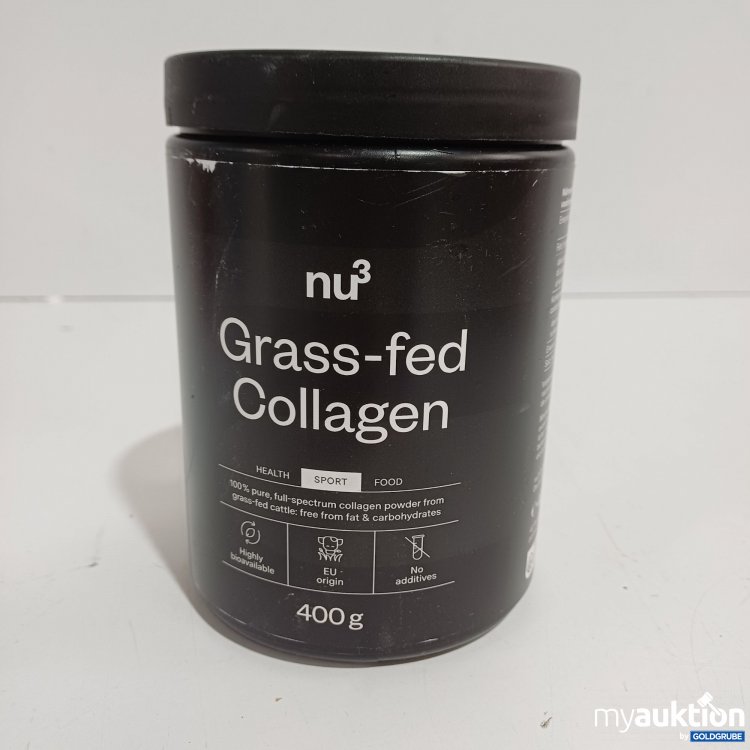 nu³
Grass-fed
Collagen
HEALTH SPORT FOOD
100% pure, full-spectrum collagen powder from
grass-fed cattle: free from fat & carbohydrates
Highly
bioavailable
EU
origin
No
additives
400 g
myauktion
by GOLDGRUBE